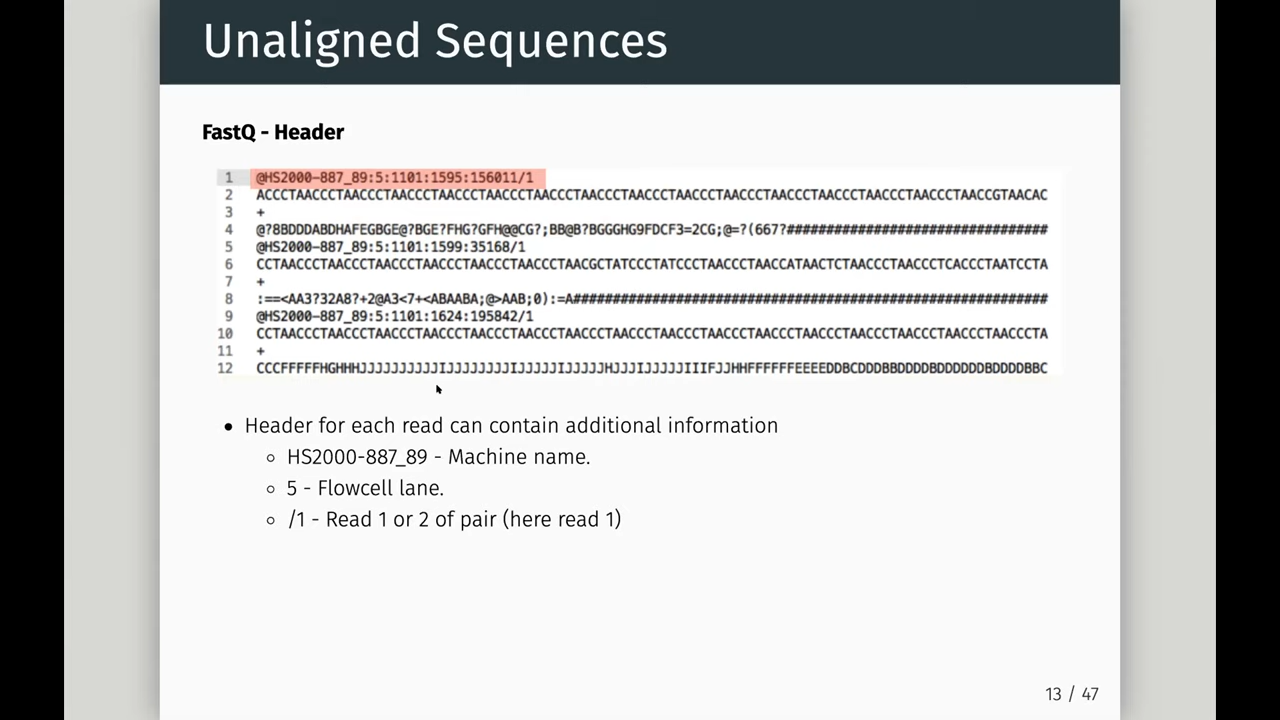 Unaligned Sequences
FastQ - Header
1 @HS2000-887_89:5:1101:1595:156011/1
2 ACCCTAACCCTAACCCTAACCCTAACCCTAACCCTAACCCTAACCCTAACCCTAACCCTAACCCTAACCCTAACCCTAACCCTAACCCTAACCGTAACAC
3 +
4 @?8BDDDABDHAFEGBGE@?BGE?FHG?GFH@@CG?;BB@B?BGGGHG9FDCF3=2CG;@=?(667?#################################
5 @HS2000-887_89:5:1101:1599:35168/1
6 CCTAACCCTAACCCTAACCCTAACCCTAACCCTAACCCTAACGCTATCCCTATCCCTAACCCTAACCATAACTCTAACCCTAACCCTCACCCTAATCCTA
7 +
8 :==<AA3?32A8?+2@A3<7+<ABAABA;@>AAB;0):=A############################################################
9 @HS2000-887_89:5:1101:1624:195842/1
10 CCTAACCCTAACCCTAACCCTAACCCTAACCCTAACCCTAACCCTAACCCTAACCCTAACCCTAACCCTAACCCTAACCCTAACCCTAACCCTAACCCTA
11 +
12 CCCFFFFFHGHHHJJJJJJJJJJIJJJJJJJJIJJJJJIJJJJJHJJJIJJJJJIIIFJJHHFFFFFFEEEEDDBCDDDBBDDDDBDDDDDDBDDDDBBC
• Header for each read can contain additional information
○ HS2000-887_89 - Machine name.
○ 5 - Flowcell lane.
○ /1 - Read 1 or 2 of pair (here read 1)
13 / 47